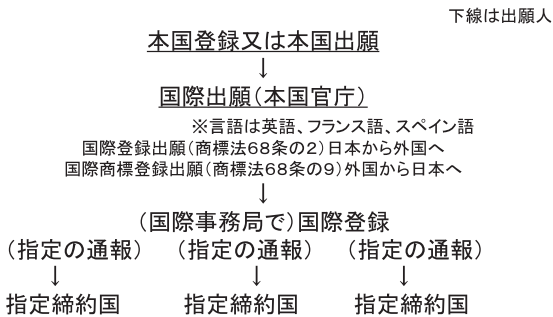 下線は出願人
本国登録又は本国出願
↓
国際出願（本国官庁）
※言語は英語、フランス語、スペイン語
国際登録出願（商標法68条の2）日本から外国へ
国際商標登録出願（商標法68条の9）外国から日本へ
↓
（国際事務局で）国際登録
（指定の通報） （指定の通報） （指定の通報）
↓ ↓ ↓
指定締約国 指定締約国 指定締約国